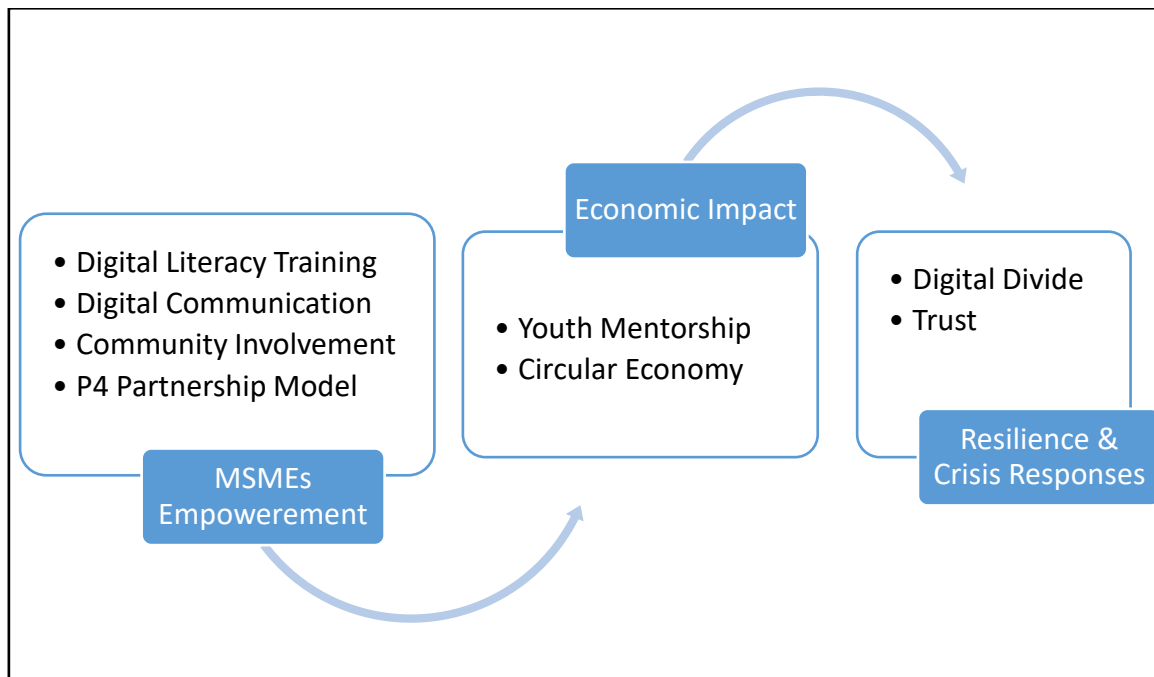 • Digital Literacy Training
• Digital Communication
• Community Involvement
• P4 Partnership Model
MSMEs
Empowerement
Economic Impact
• Youth Mentorship
• Circular Economy
• Digital Divide
• Trust
Resilience &
Crisis Responses